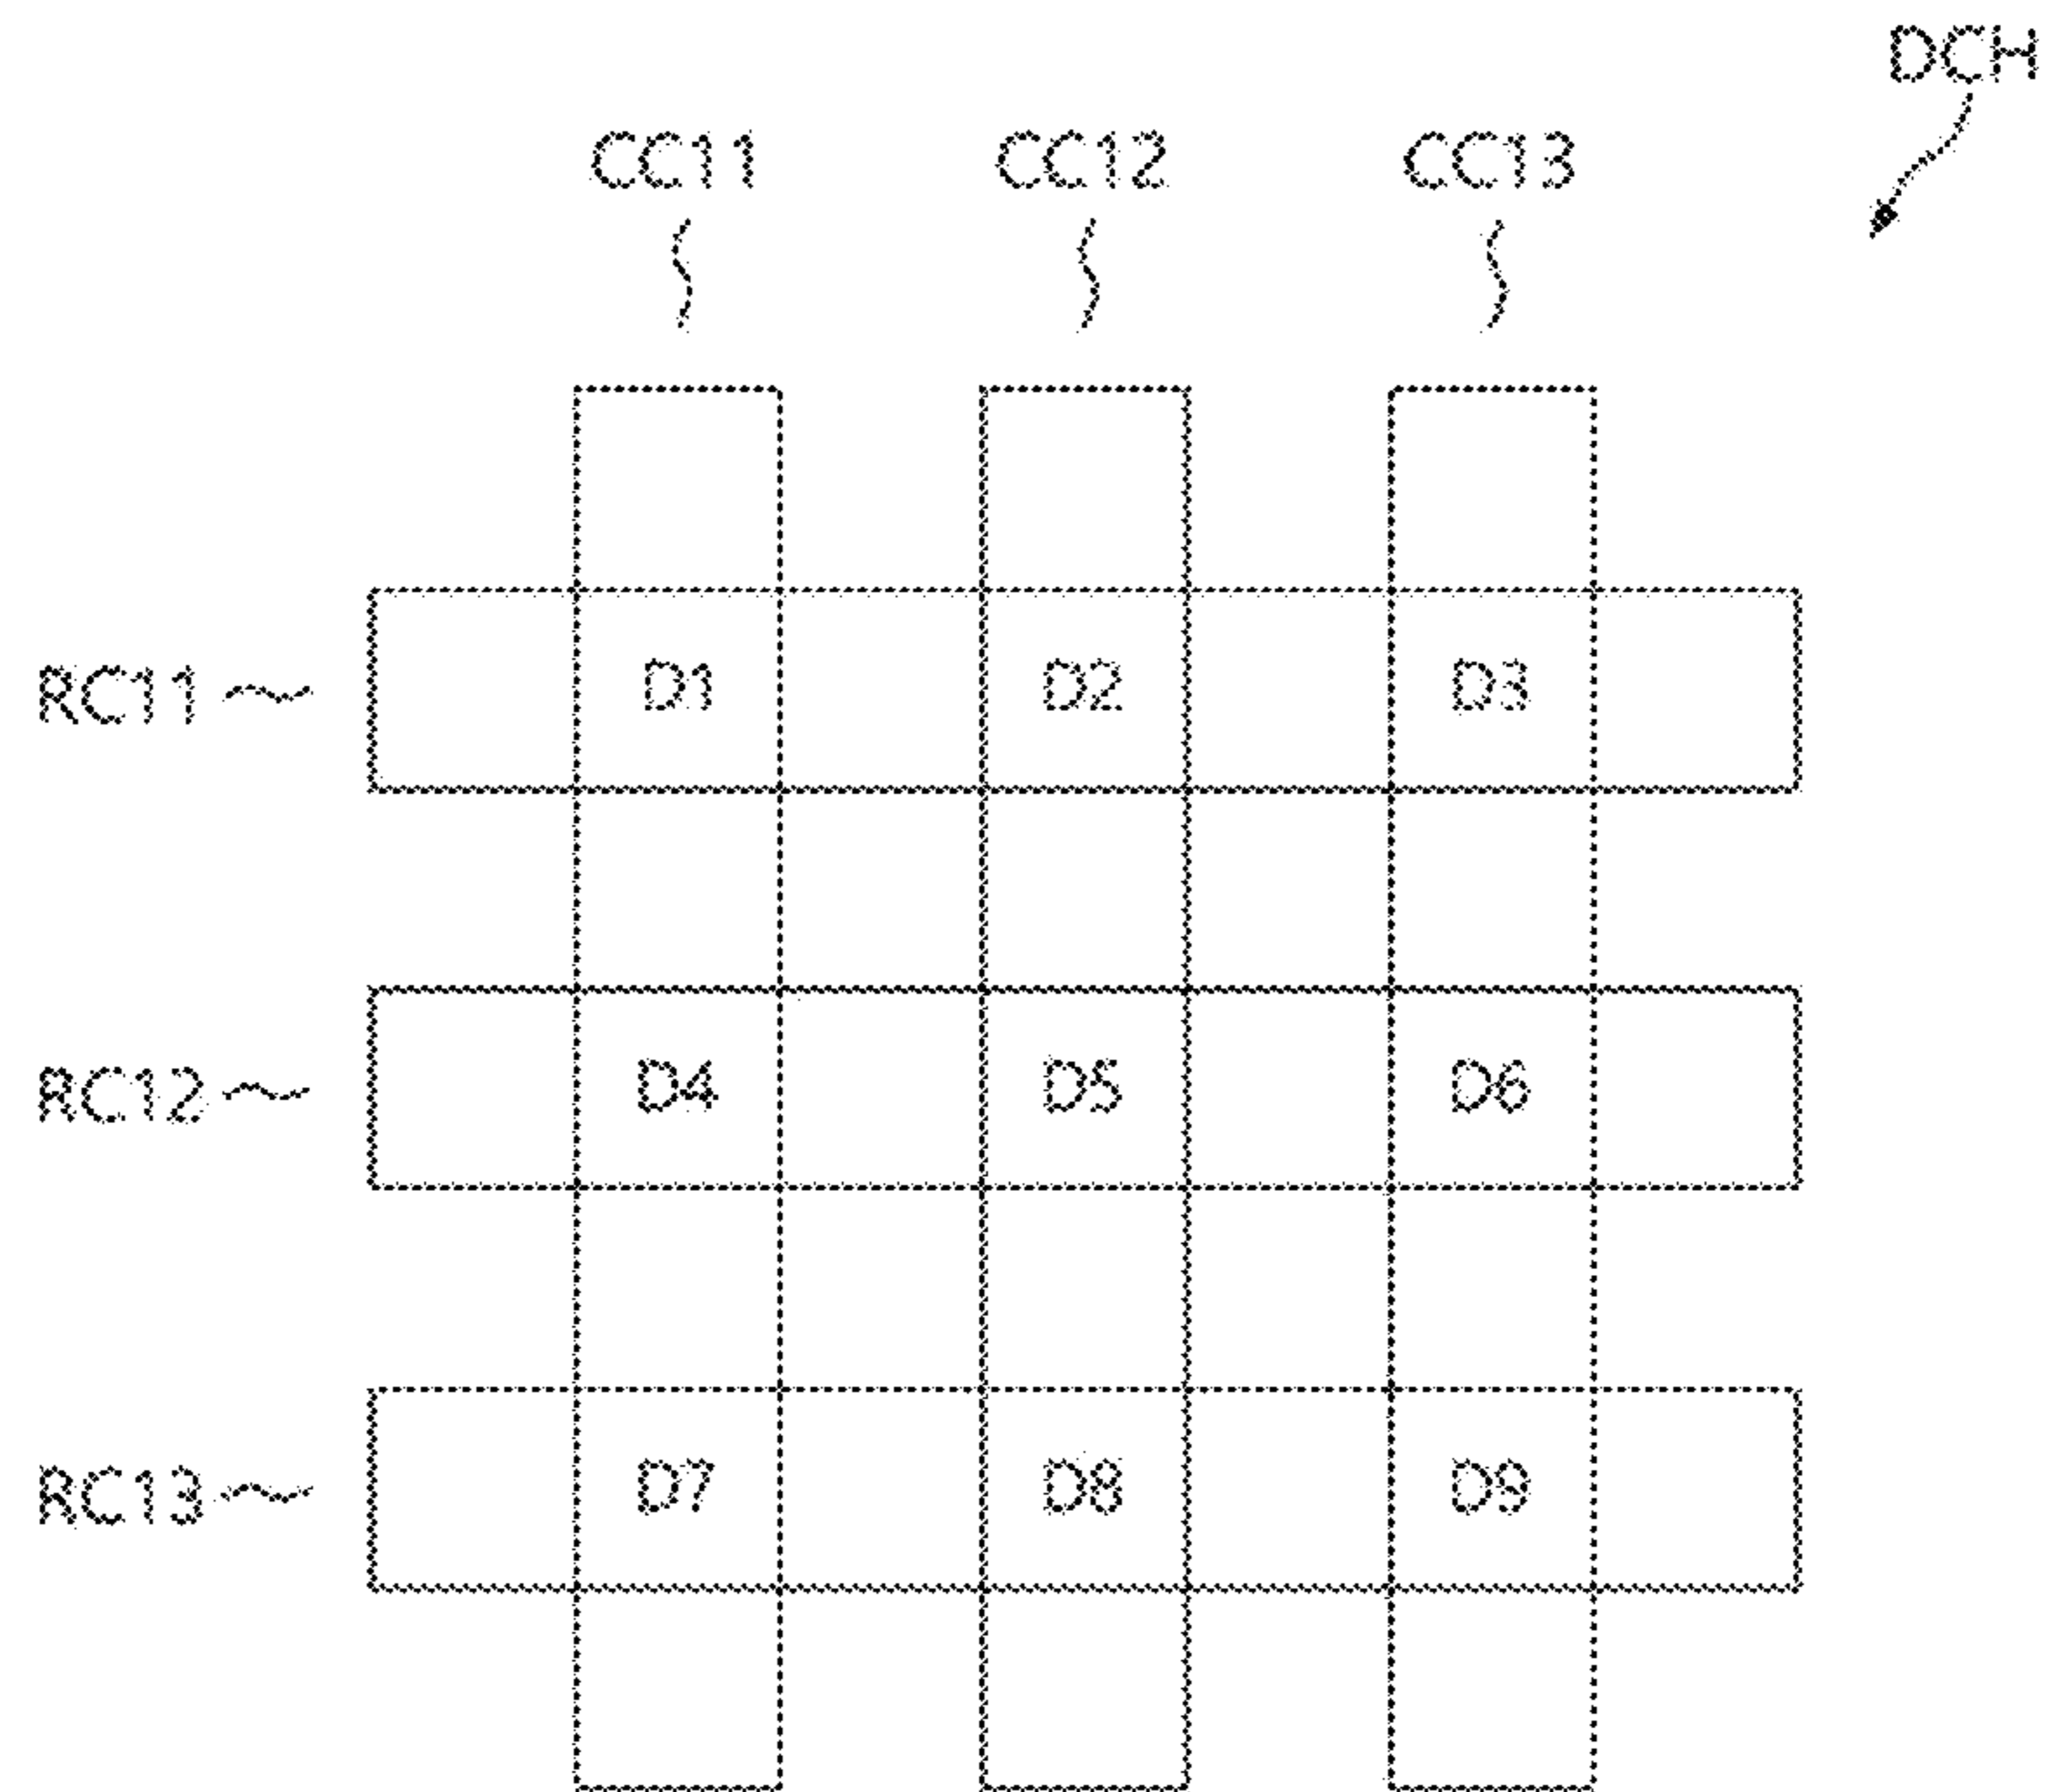 DCH
CC11 CC12 CC13
RC11 D1 D2 D3
RC12 D4 D5 D6
RC13 D7 D8 D9